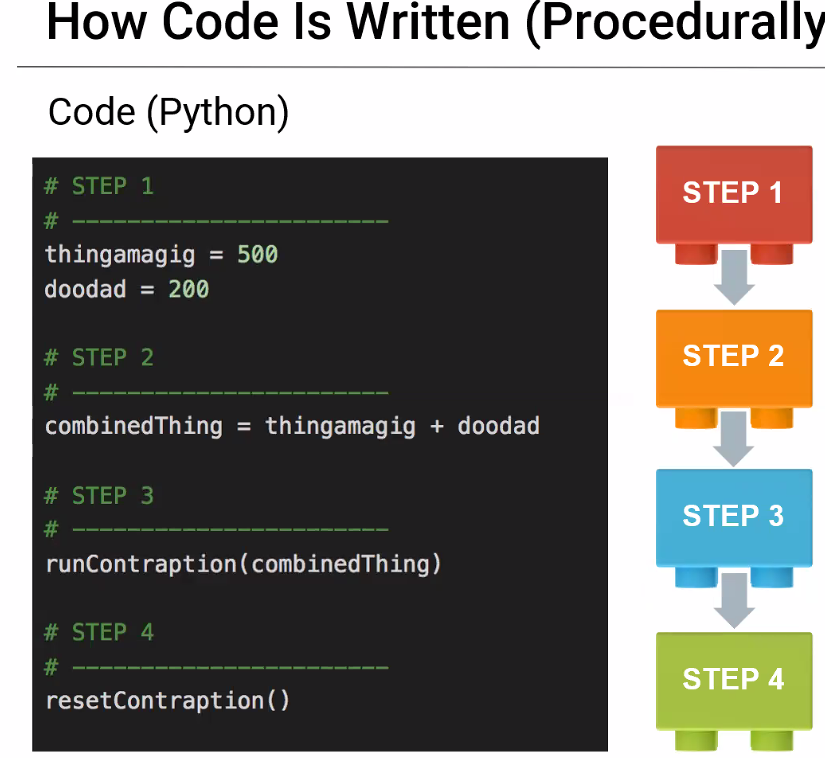 How Code Is Written (Procedurally
Code (Python)
# STEP 1
# -----------------------
thingamagig = 500
doodad = 200
# STEP 2
# -----------------------
combinedThing = thingamagig + doodad
# STEP 3
# -----------------------
runContraption(combinedThing)
# STEP 4
# -----------------------
resetContraption()
STEP 1
STEP 2
STEP 3
STEP 4